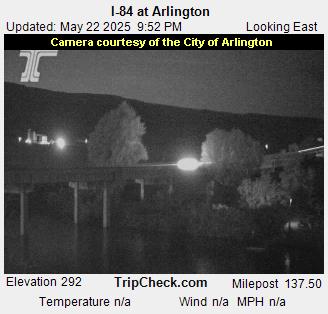 I-84 at Arlington
Updated: May 22 2025 9:52 PM Looking East
Camera courtesy of the City of Arlington
Elevation 292 TripCheck.com Milepost 137.50
Temperature n/a Wind n/a MPH n/a